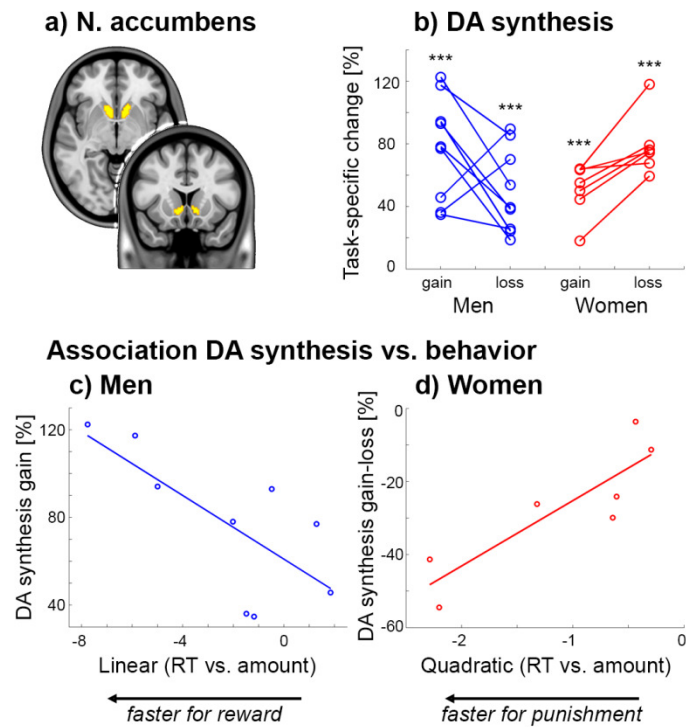 a) N. accumbens
b) DA synthesis
Task-specific change [%]
120
80
40
0
***
***
***
***
gain
loss
gain
loss
Men
Women
Association DA synthesis vs. behavior
c) Men
DA synthesis gain [%]
120
80
40
-8
-4
0
Linear (RT vs. amount)
faster for reward
d) Women
DA synthesis gain-loss [%]
0
-20
-40
-60
-2
-1
0
Quadratic (RT vs. amount)
faster for punishment